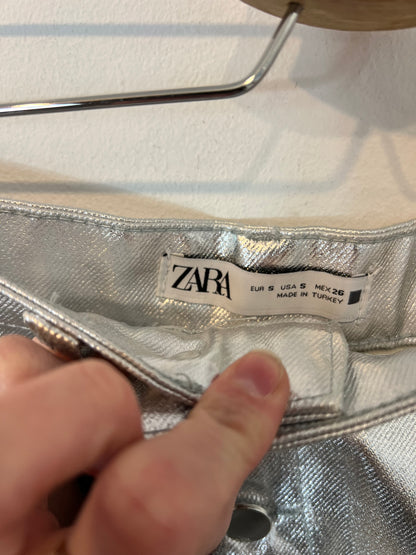 ZARA
EUR S USA S MEX 26
MADE IN TURKEY